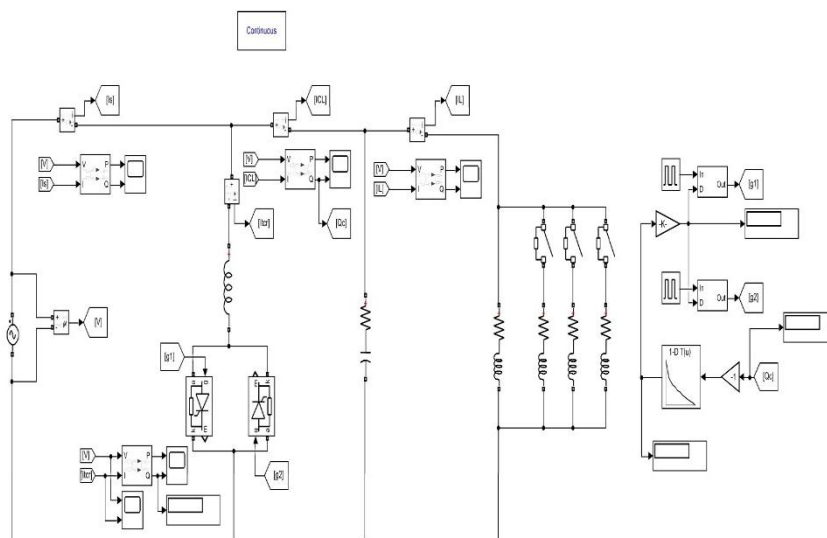 Continuous
[Is]
[ICL]
[IL]
[V]
[Is]
V
I
P
Q
[V]
[ICL]
V
I
P
Q
[V]
[IL]
V
I
P
Q
[Itcr]
[Qc]
In
D
Out
[g1]
-K-
[V]
In
D
Out
[g2]
[g1]
1-D T(u)
-1
[Qc]
[V]
[Itcr]
V
I
P
Q
[g2]